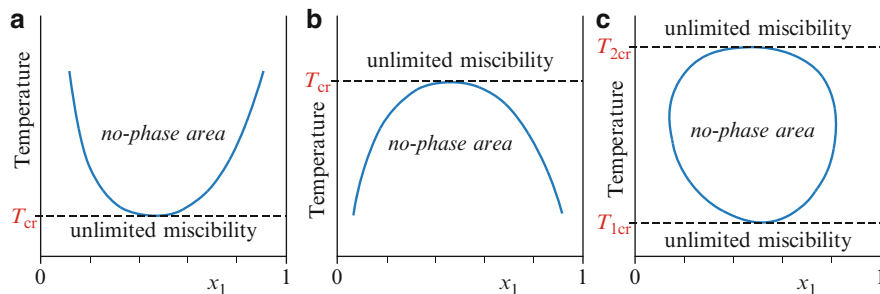 a
Temperature
no-phase area
T_cr
unlimited miscibility
0
x_1
1
b
unlimited miscibility
T_cr
Temperature
no-phase area
0
x_1
1
c
unlimited miscibility
T_2cr
Temperature
no-phase area
T_1cr
unlimited miscibility
0
x_1
1